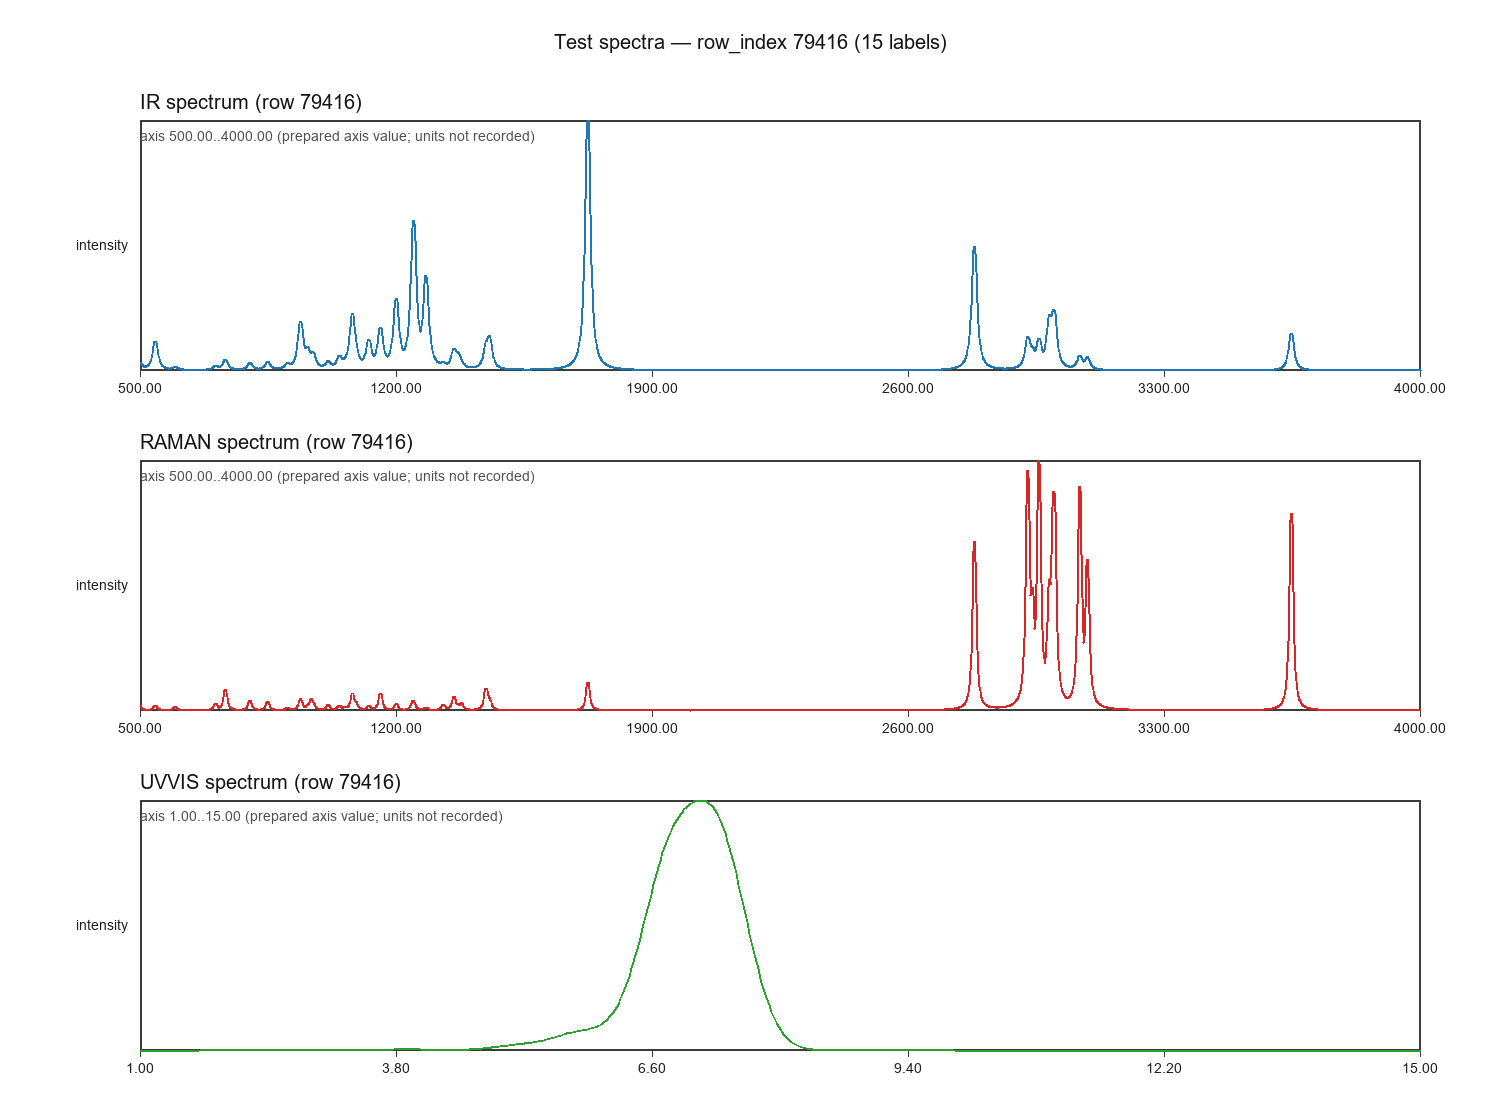 Test spectra — row_index 79416 (15 labels)
IR spectrum (row 79416)
axis 500.00..4000.00 (prepared axis value; units not recorded)
intensity
500.00 1200.00 1900.00 2600.00 3300.00 4000.00
RAMAN spectrum (row 79416)
axis 500.00..4000.00 (prepared axis value; units not recorded)
intensity
500.00 1200.00 1900.00 2600.00 3300.00 4000.00
UVVIS spectrum (row 79416)
axis 1.00..15.00 (prepared axis value; units not recorded)
intensity
1.00 3.80 6.60 9.40 12.20 15.00